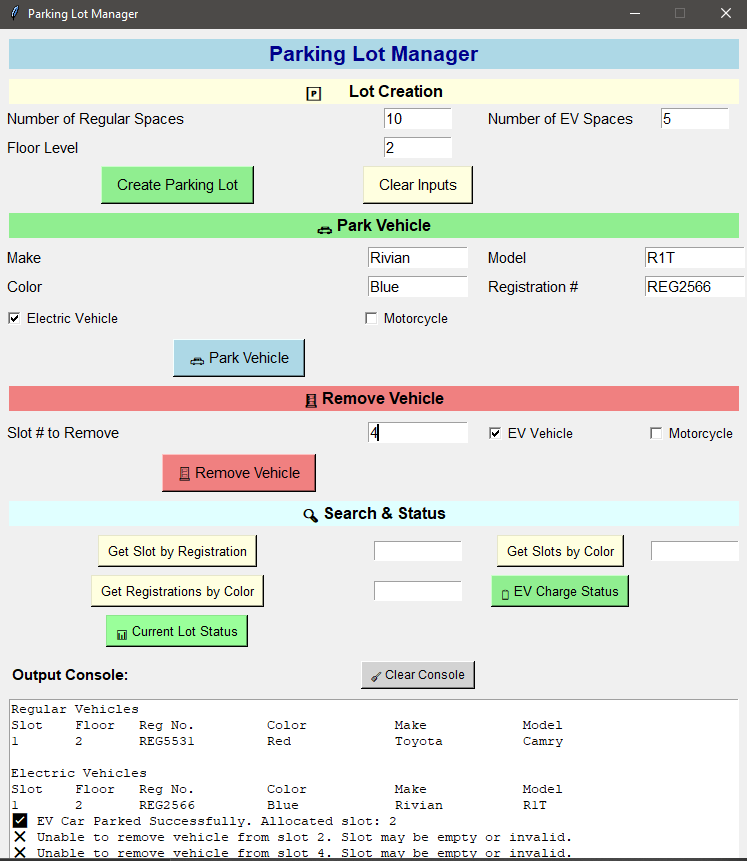 Parking Lot Manager
Parking Lot Manager
P Lot Creation
Number of Regular Spaces 10 Number of EV Spaces 5
Floor Level 2
Create Parking Lot Clear Inputs
Park Vehicle
Make Rivian Model R1T
Color Blue Registration # REG2566
Electric Vehicle Motorcycle
Park Vehicle
Remove Vehicle
Slot # to Remove 4 EV Vehicle Motorcycle
Remove Vehicle
Search & Status
Get Slot by Registration Get Slots by Color
Get Registrations by Color EV Charge Status
Current Lot Status
Output Console: Clear Console
Regular Vehicles
Slot Floor Reg No. Color Make Model
1 2 REG5531 Red Toyota Camry
Electric Vehicles
Slot Floor Reg No. Color Make Model
1 2 REG2566 Blue Rivian R1T
EV Car Parked Successfully. Allocated slot: 2
Unable to remove vehicle from slot 2. Slot may be empty or invalid.
Unable to remove vehicle from slot 4. Slot may be empty or invalid.